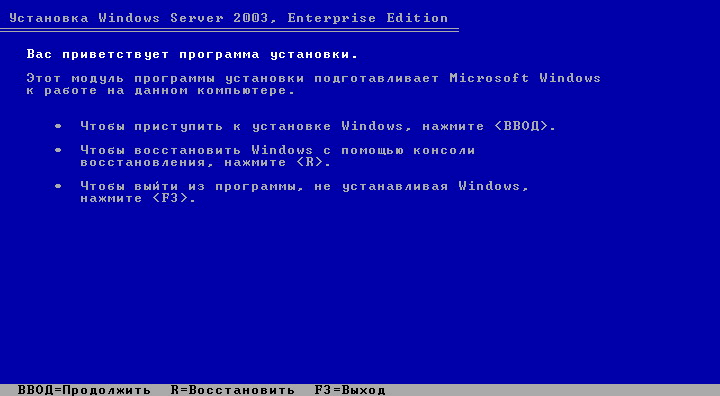 Установка Windows Server 2003, Enterprise Edition
Вас приветствует программа установки.
Этот модуль программы установки подготавливает Microsoft Windows
к работе на данном компьютере.
• Чтобы приступить к установке Windows, нажмите <ВВОД>.
• Чтобы восстановить Windows с помощью консоли
восстановления, нажмите <R>.
• Чтобы выйти из программы, не устанавливая Windows,
нажмите <F3>.
ВВОД=Продолжить R=Восстановить F3=Выход